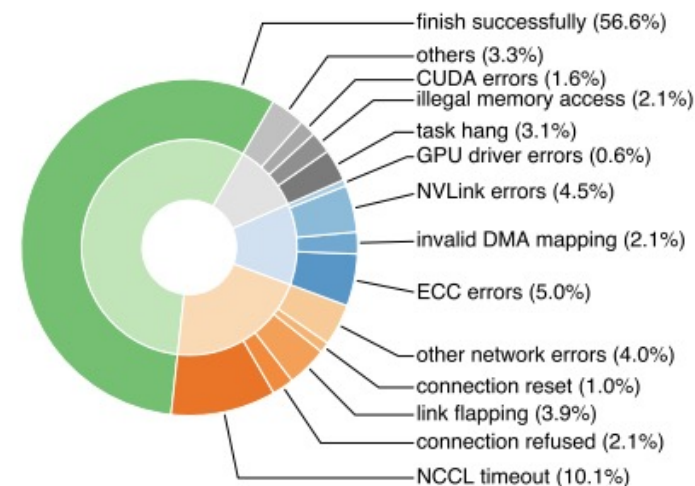 finish successfully (56.6%)
others (3.3%)
CUDA errors (1.6%)
illegal memory access (2.1%)
task hang (3.1%)
GPU driver errors (0.6%)
NVLink errors (4.5%)
invalid DMA mapping (2.1%)
ECC errors (5.0%)
other network errors (4.0%)
connection reset (1.0%)
link flapping (3.9%)
connection refused (2.1%)
NCCL timeout (10.1%)